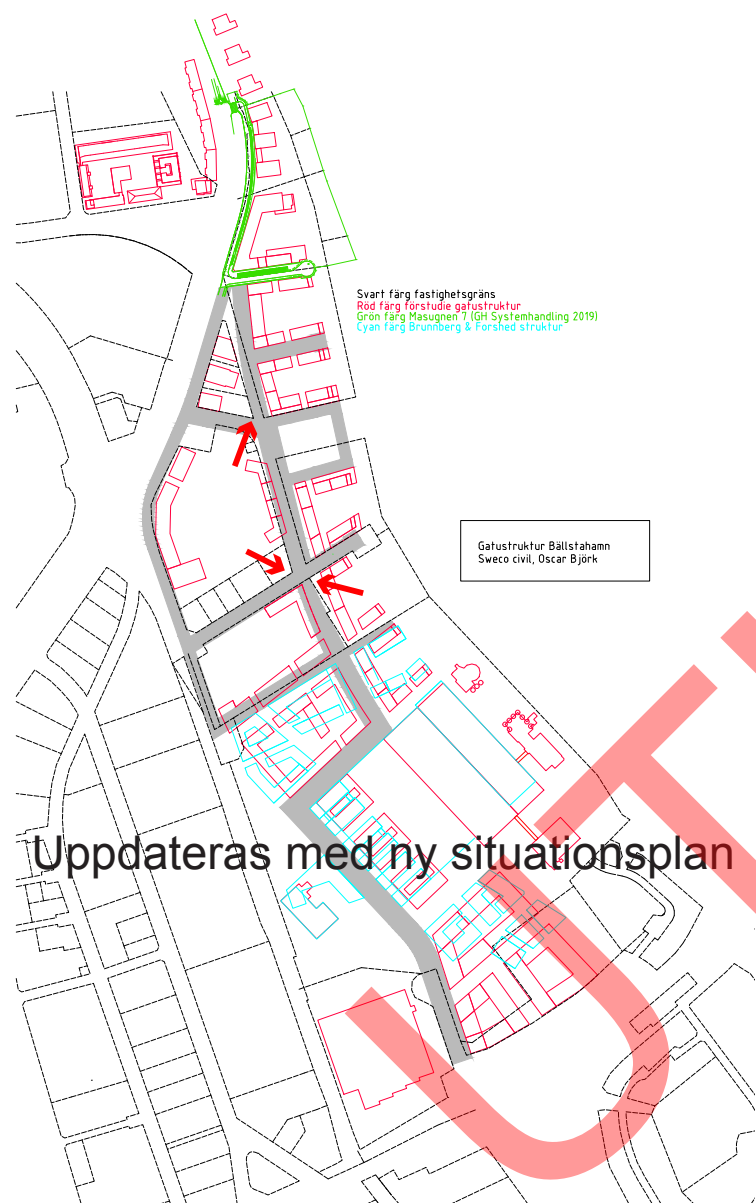 Svart färg fastighetsgräns
Röd färg förstudie gatustruktur
Grön färg Masugnen 7 (GH Systemhandling 2019)
Cyan färg Brunnberg & Forshed struktur
Gatustruktur Bällstahamn
Sweco civil, Oscar Björk
Uppdateras med ny situationsplan
UT